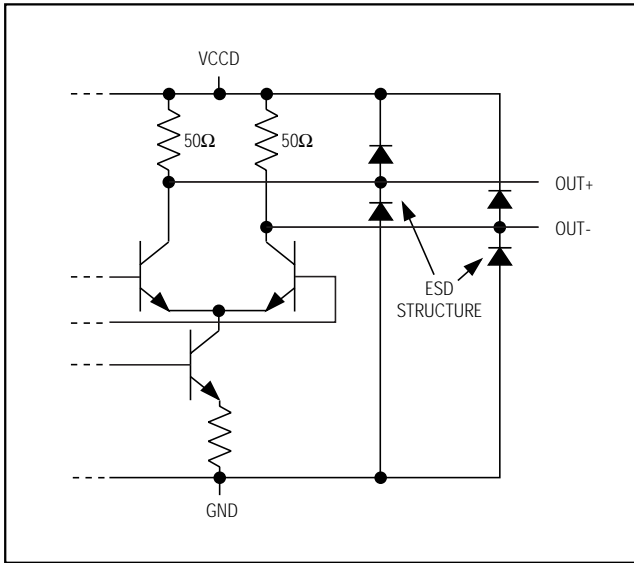 VCCD
50Ω 50Ω
OUT+
OUT-
ESD
STRUCTURE
GND